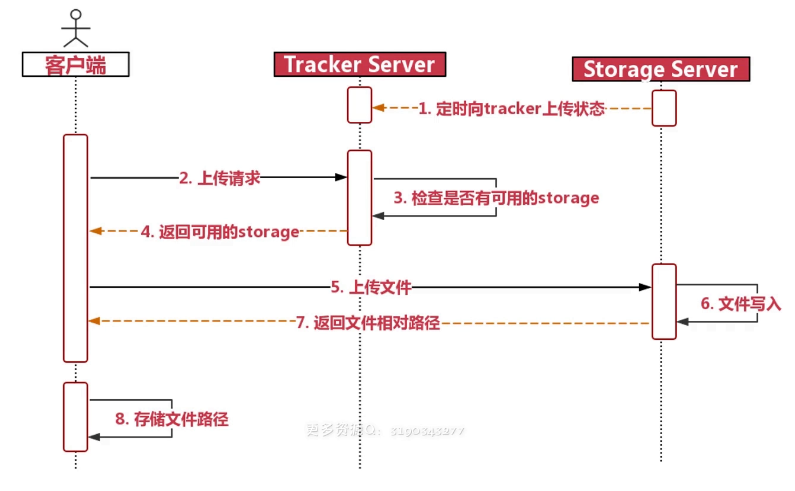 客户端
Tracker Server
Storage Server
1. 定时向tracker上传状态
2. 上传请求
3. 检查是否有可用的storage
4. 返回可用的storage
5. 上传文件
6. 文件写入
7. 返回文件相对路径
8. 存储文件路径
更多资源Q: